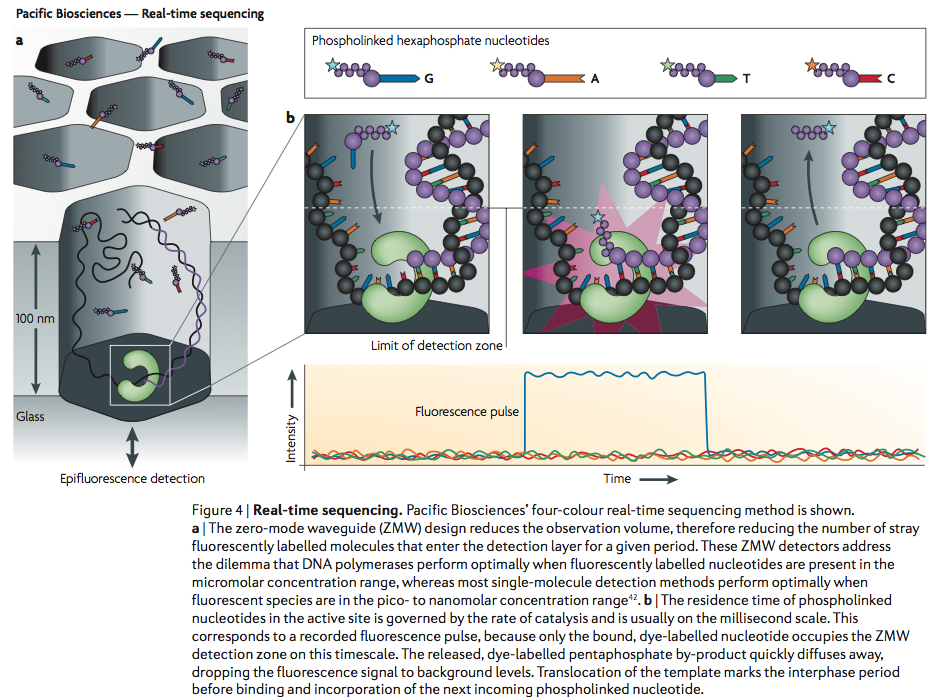 Pacific Biosciences — Real-time sequencing
a
Phospholinked hexaphosphate nucleotides
G
A
T
C
b
100 nm
Glass
Epifluorescence detection
Limit of detection zone
Intensity
Fluorescence pulse
Time
Figure 4 | Real-time sequencing. Pacific Biosciences’ four-colour real-time sequencing method is shown.
a | The zero-mode waveguide (ZMW) design reduces the observation volume, therefore reducing the number of stray
fluorescently labelled molecules that enter the detection layer for a given period. These ZMW detectors address
the dilemma that DNA polymerases perform optimally when fluorescently labelled nucleotides are present in the
micromolar concentration range, whereas most single-molecule detection methods perform optimally when
fluorescent species are in the pico- to nanomolar concentration range⁴². b | The residence time of phospholinked
nucleotides in the active site is governed by the rate of catalysis and is usually on the millisecond scale. This
corresponds to a recorded fluorescence pulse, because only the bound, dye-labelled nucleotide occupies the ZMW
detection zone on this timescale. The released, dye-labelled pentaphosphate by-product quickly diffuses away,
dropping the fluorescence signal to background levels. Translocation of the template marks the interphase period
before binding and incorporation of the next incoming phospholinked nucleotide.